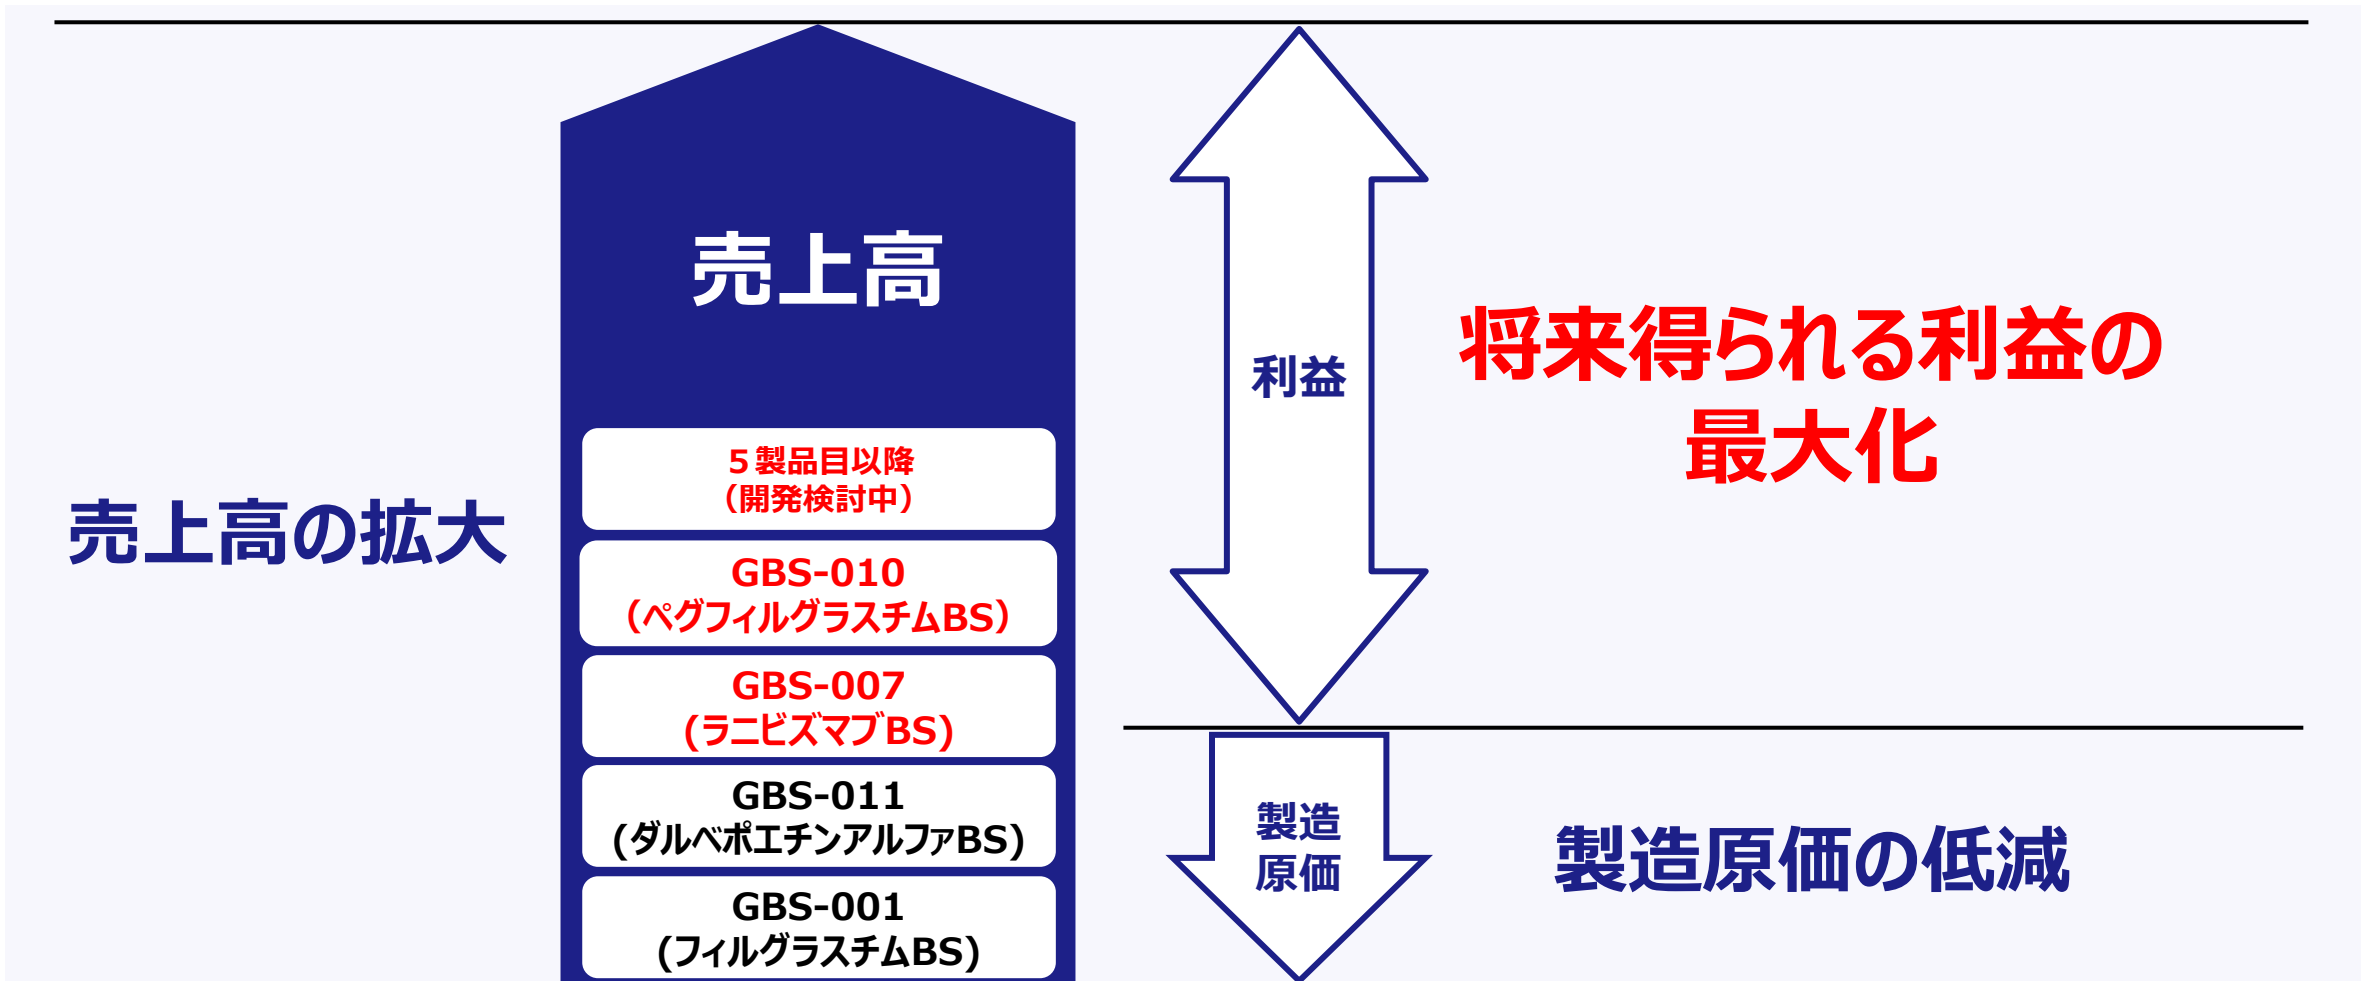 売上高の拡大
売上高
５製品目以降
（開発検討中）
GBS-010
（ペグフィルグラスチムBS）
GBS-007
(ラニビズマブBS)
GBS-011
(ダルベポエチンアルファBS)
GBS-001
(フィルグラスチムBS)
利益
将来得られる利益の
最大化
製造
原価
製造原価の低減